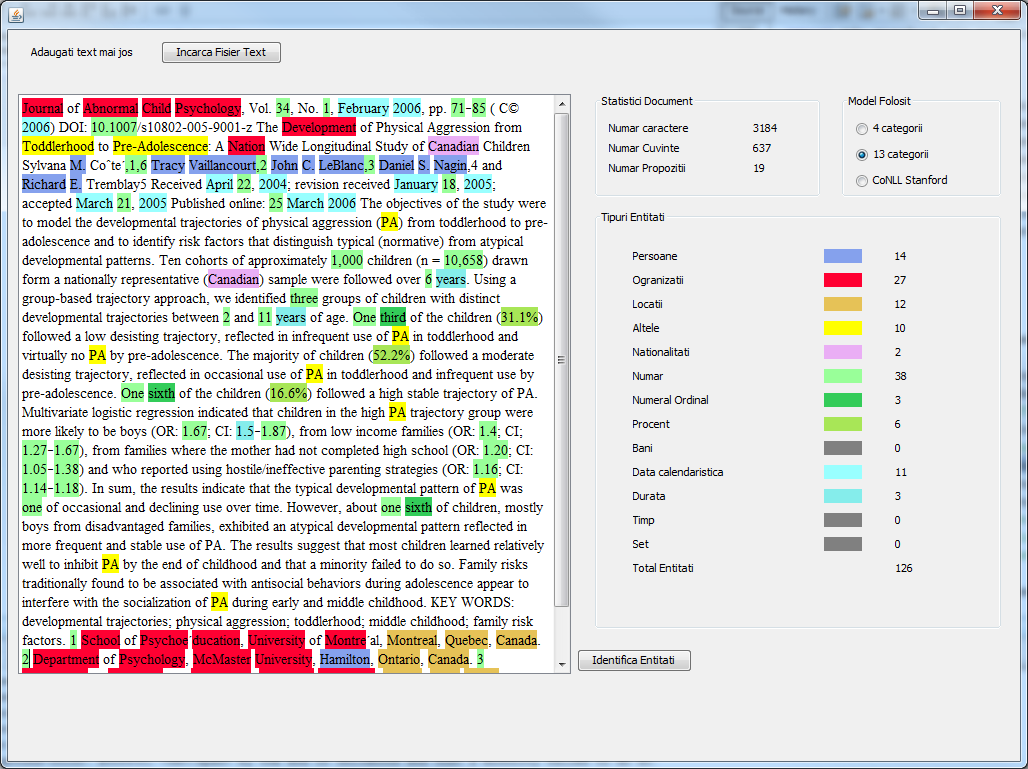 Adaugati text mai jos
Incarca Fisier Text
Journal of Abnormal Child Psychology, Vol. 34, No. 1, February 2006, pp. 71–85 ( C©
2006) DOI: 10.1007/s10802-005-9001-z The Development of Physical Aggression from
Toddlerhood to Pre-Adolescence: A Nation Wide Longitudinal Study of Canadian Children
Sylvana M. Coˆte´,1,6 Tracy Vaillancourt,2 John C. LeBlanc,3 Daniel S. Nagin,4 and
Richard E. Tremblay5 Received April 22, 2004; revision received January 18, 2005;
accepted March 21, 2005 Published online: 25 March 2006 The objectives of the study were
to model the developmental trajectories of physical aggression (PA) from toddlerhood to pre-
adolescence and to identify risk factors that distinguish typical (normative) from atypical
developmental patterns. Ten cohorts of approximately 1,000 children (n = 10,658) drawn
form a nationally representative (Canadian) sample were followed over 6 years. Using a
group-based trajectory approach, we identified three groups of children with distinct
developmental trajectories between 2 and 11 years of age. One third of the children (31.1%)
followed a low desisting trajectory, reflected in infrequent use of PA in toddlerhood and
virtually no PA by pre-adolescence. The majority of children (52.2%) followed a moderate
desisting trajectory, reflected in occasional use of PA in toddlerhood and infrequent use by
pre-adolescence. One sixth of the children (16.6%) followed a high stable trajectory of PA.
Multivariate logistic regression indicated that children in the high PA trajectory group were
more likely to be boys (OR: 1.67; CI: 1.5–1.87), from low income families (OR: 1.4; CI;
1.27–1.67), from families where the mother had not completed high school (OR: 1.20; CI:
1.05–1.38) and who reported using hostile/ineffective parenting strategies (OR: 1.16; CI:
1.14–1.18). In sum, the results indicate that the typical developmental pattern of PA was
one of occasional and declining use over time. However, about one sixth of children, mostly
boys from disadvantaged families, exhibited an atypical developmental pattern reflected in
more frequent and stable use of PA. The results suggest that most children learned relatively
well to inhibit PA by the end of childhood and that a minority failed to do so. Family risks
traditionally found to be associated with antisocial behaviors during adolescence appear to
interfere with the socialization of PA during early and middle childhood. KEY WORDS:
developmental trajectories; physical aggression; toddlerhood; middle childhood; family risk
factors. 1 School of Psychoe´ducation, University of Montre´al, Montreal, Quebec, Canada.
2 Department of Psychology, McMaster University, Hamilton, Ontario, Canada. 3
Statistici Document
Numar caractere 3184
Numar Cuvinte 637
Numar Propozitii 19
Model Folosit
4 categorii
13 categorii
CoNLL Stanford
Tipuri Entitati
Persoane 14
Ogranizatii 27
Locatii 12
Altele 10
Nationalitati 2
Numar 38
Numeral Ordinal 3
Procent 6
Bani 0
Data calendaristica 11
Durata 3
Timp 0
Set 0
Total Entitati 126
Identifica Entitati